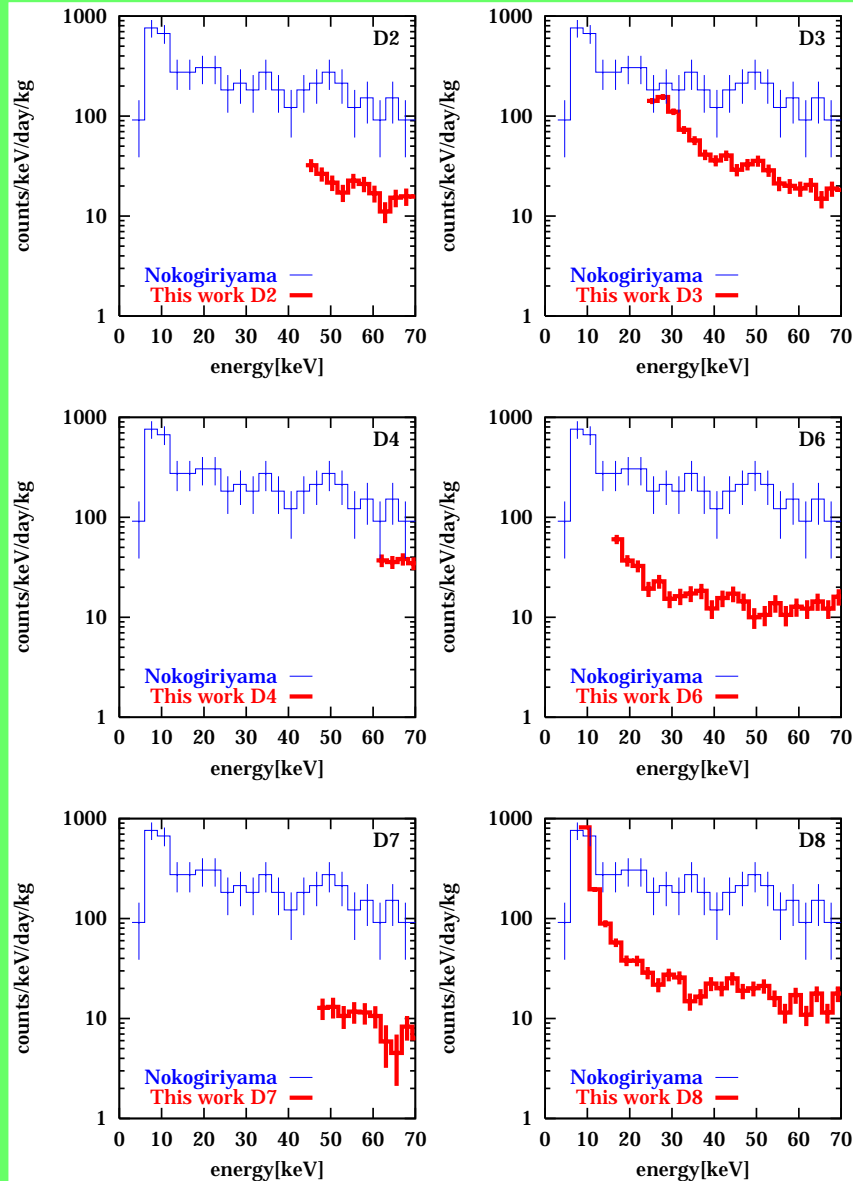 D2
1000
100
10
1
counts/keV/day/kg
Nokogiriyama
This work D2
0 10 20 30 40 50 60 70
energy[keV]
D3
1000
100
10
1
counts/keV/day/kg
Nokogiriyama
This work D3
0 10 20 30 40 50 60 70
energy[keV]
D4
1000
100
10
1
counts/keV/day/kg
Nokogiriyama
This work D4
0 10 20 30 40 50 60 70
energy[keV]
D6
1000
100
10
1
counts/keV/day/kg
Nokogiriyama
This work D6
0 10 20 30 40 50 60 70
energy[keV]
D7
1000
100
10
1
counts/keV/day/kg
Nokogiriyama
This work D7
0 10 20 30 40 50 60 70
energy[keV]
D8
1000
100
10
1
counts/keV/day/kg
Nokogiriyama
This work D8
0 10 20 30 40 50 60 70
energy[keV]